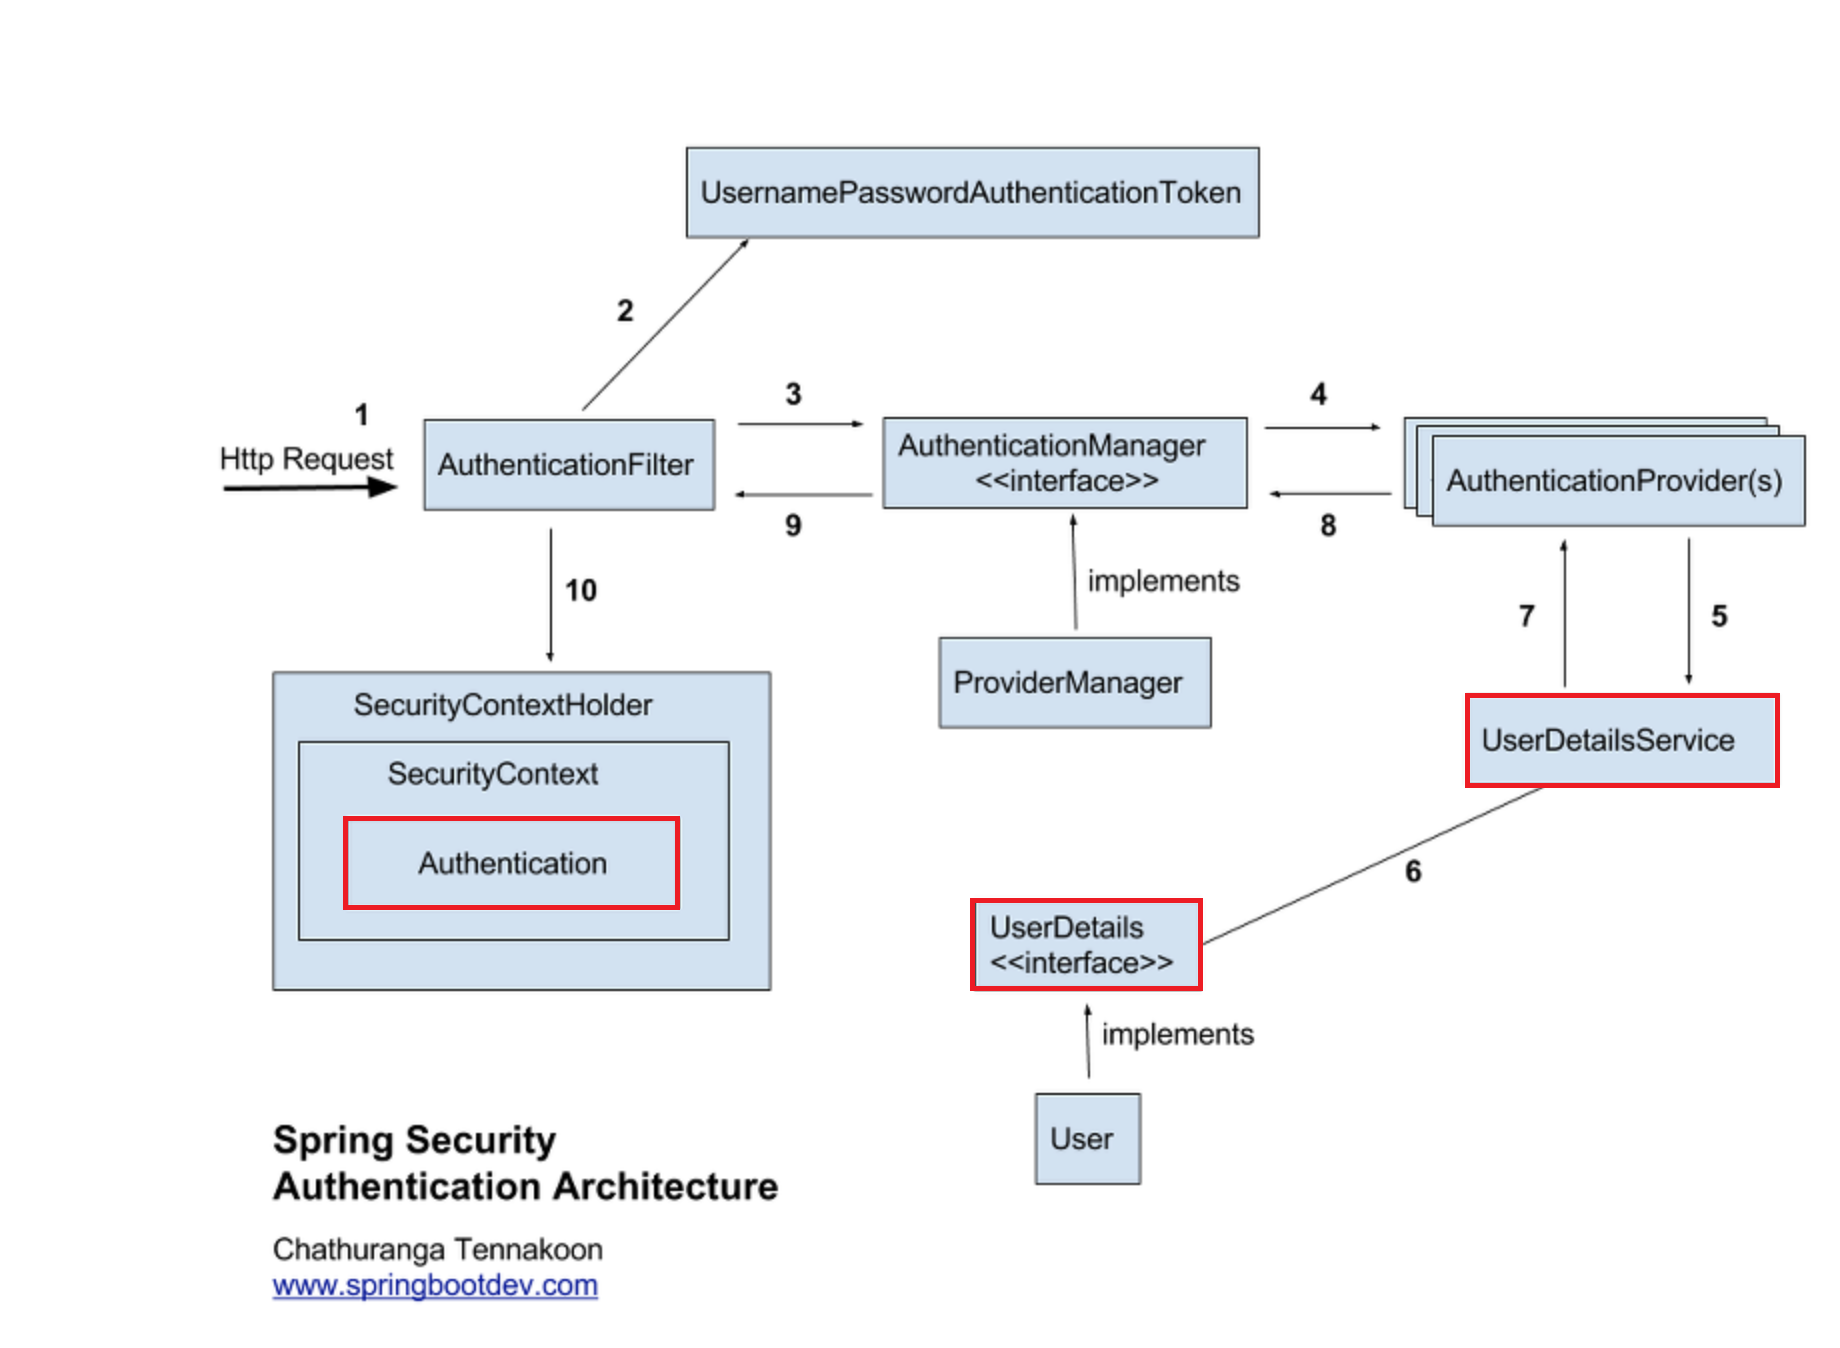 UsernamePasswordAuthenticationToken
2
1
Http Request
AuthenticationFilter
3
9
AuthenticationManager
<<interface>>
4
8
AuthenticationProvider(s)
10
implements
ProviderManager
7
5
SecurityContextHolder
SecurityContext
Authentication
UserDetailsService
6
UserDetails
<<interface>>
implements
User
Spring Security
Authentication Architecture
Chathuranga Tennakoon
www.springbootdev.com